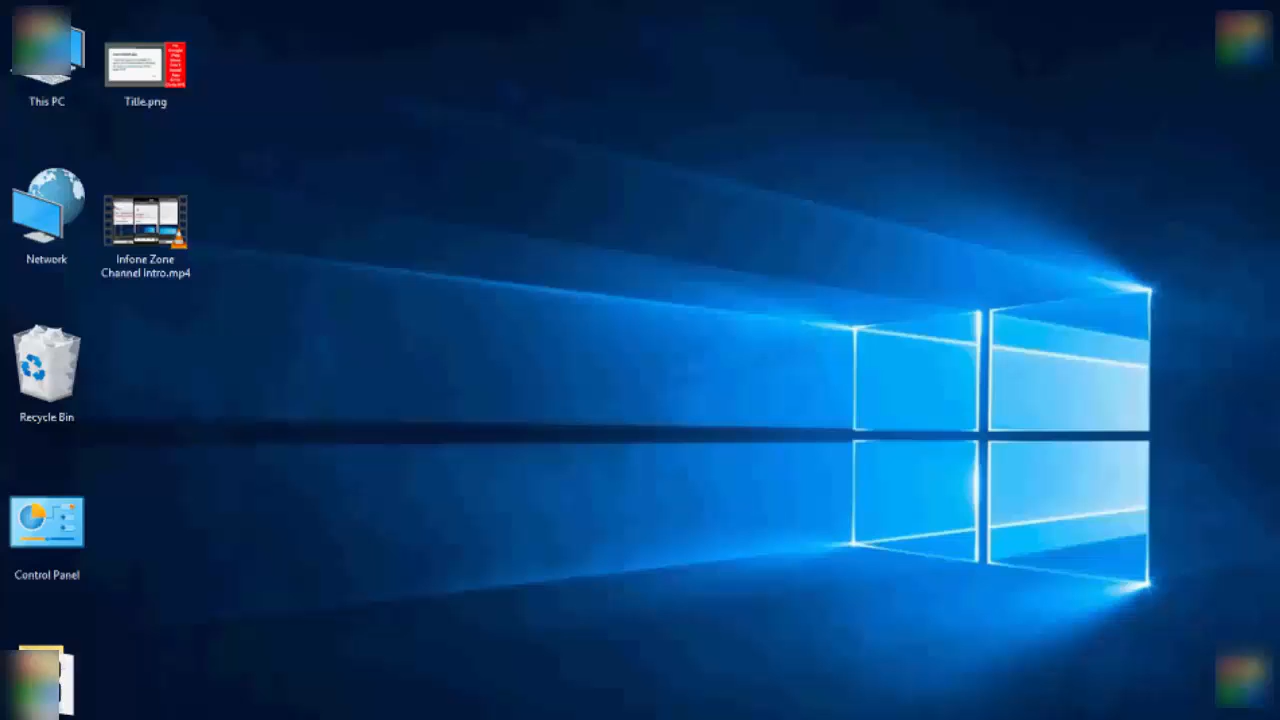 This PC
Title.png
Network
Infone Zone
Channel Intro.mp4
Recycle Bin
Control Panel